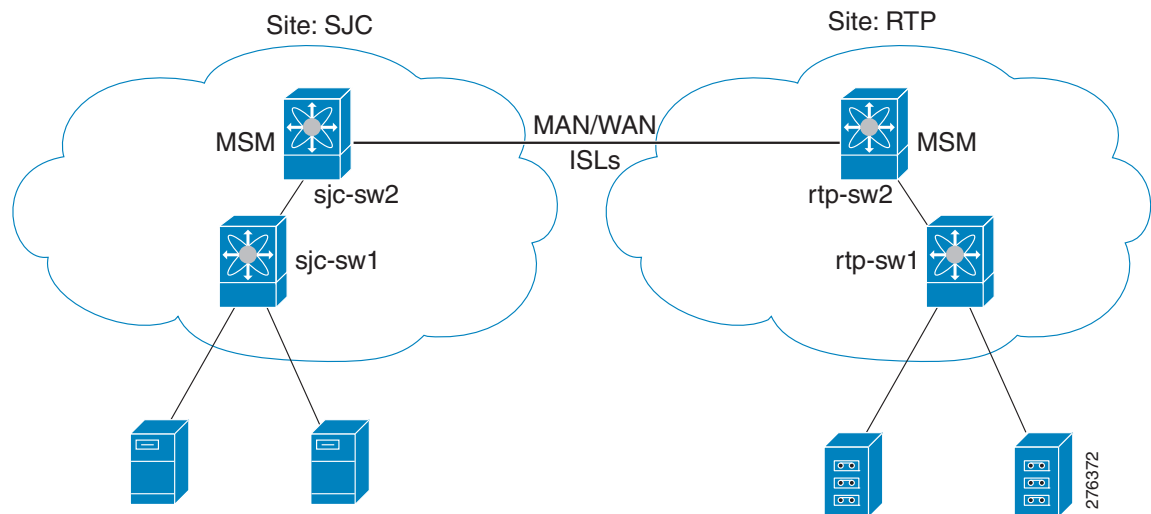 Site: SJC
Site: RTP
MSM
MAN/WAN
ISLs
MSM
sjc-sw2
rtp-sw2
sjc-sw1
rtp-sw1
276372